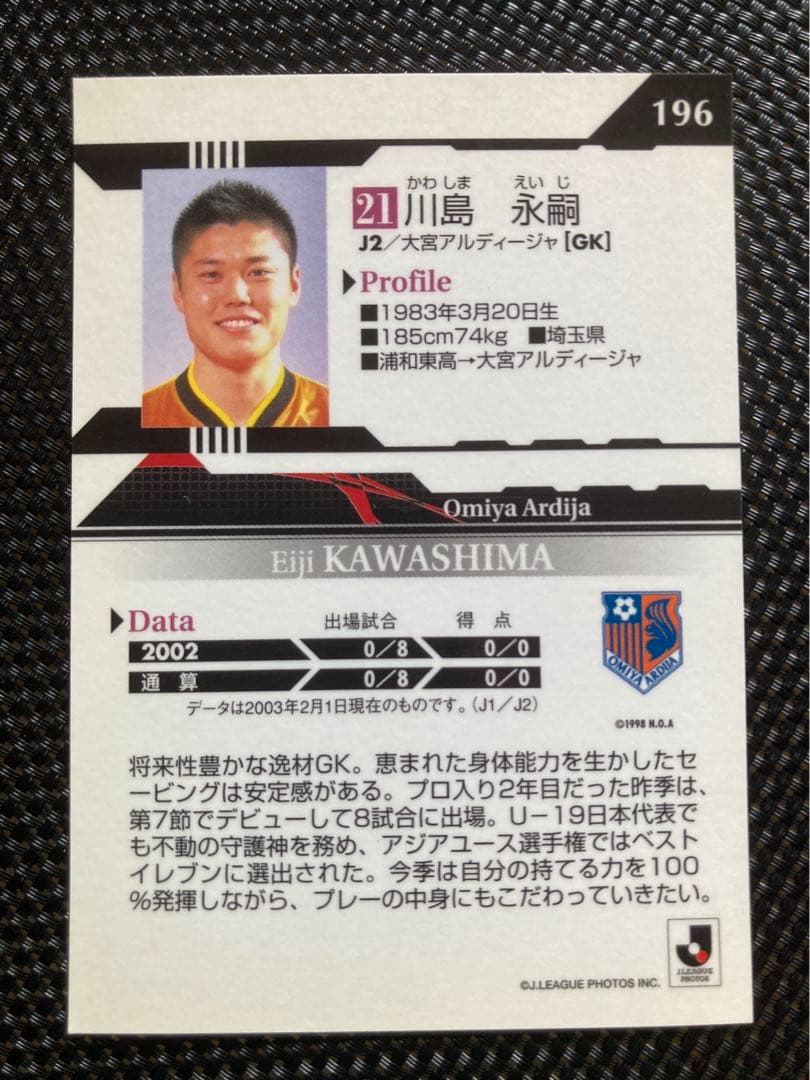 196
かわ しま　えい じ
21 川島　永嗣
J2／大宮アルディージャ [GK]
Profile
■1983年3月20日生
■185cm74kg　■埼玉県
■浦和東高→大宮アルディージャ
Omiya Ardija
Eiji KAWASHIMA
Data　出場試合　得　点
2002　0／8　0／0
通　算　0／8　0／0
データは2003年2月1日現在のものです。（J1／J2）
OMIYA ARDIJA
©1998 N.O.A
将来性豊かな逸材GK。恵まれた身体能力を生かしたセ
ービングは安定感がある。プロ入り2年目だった昨季は、
第7節でデビューして8試合に出場。U－19日本代表で
も不動の守護神を務め、アジアユース選手権ではベスト
イレブンに選出された。今季は自分の持てる力を100
%発揮しながら、プレーの中身にもこだわっていきたい。
J.LEAGUE
PHOTOS
©J.LEAGUE PHOTOS INC.